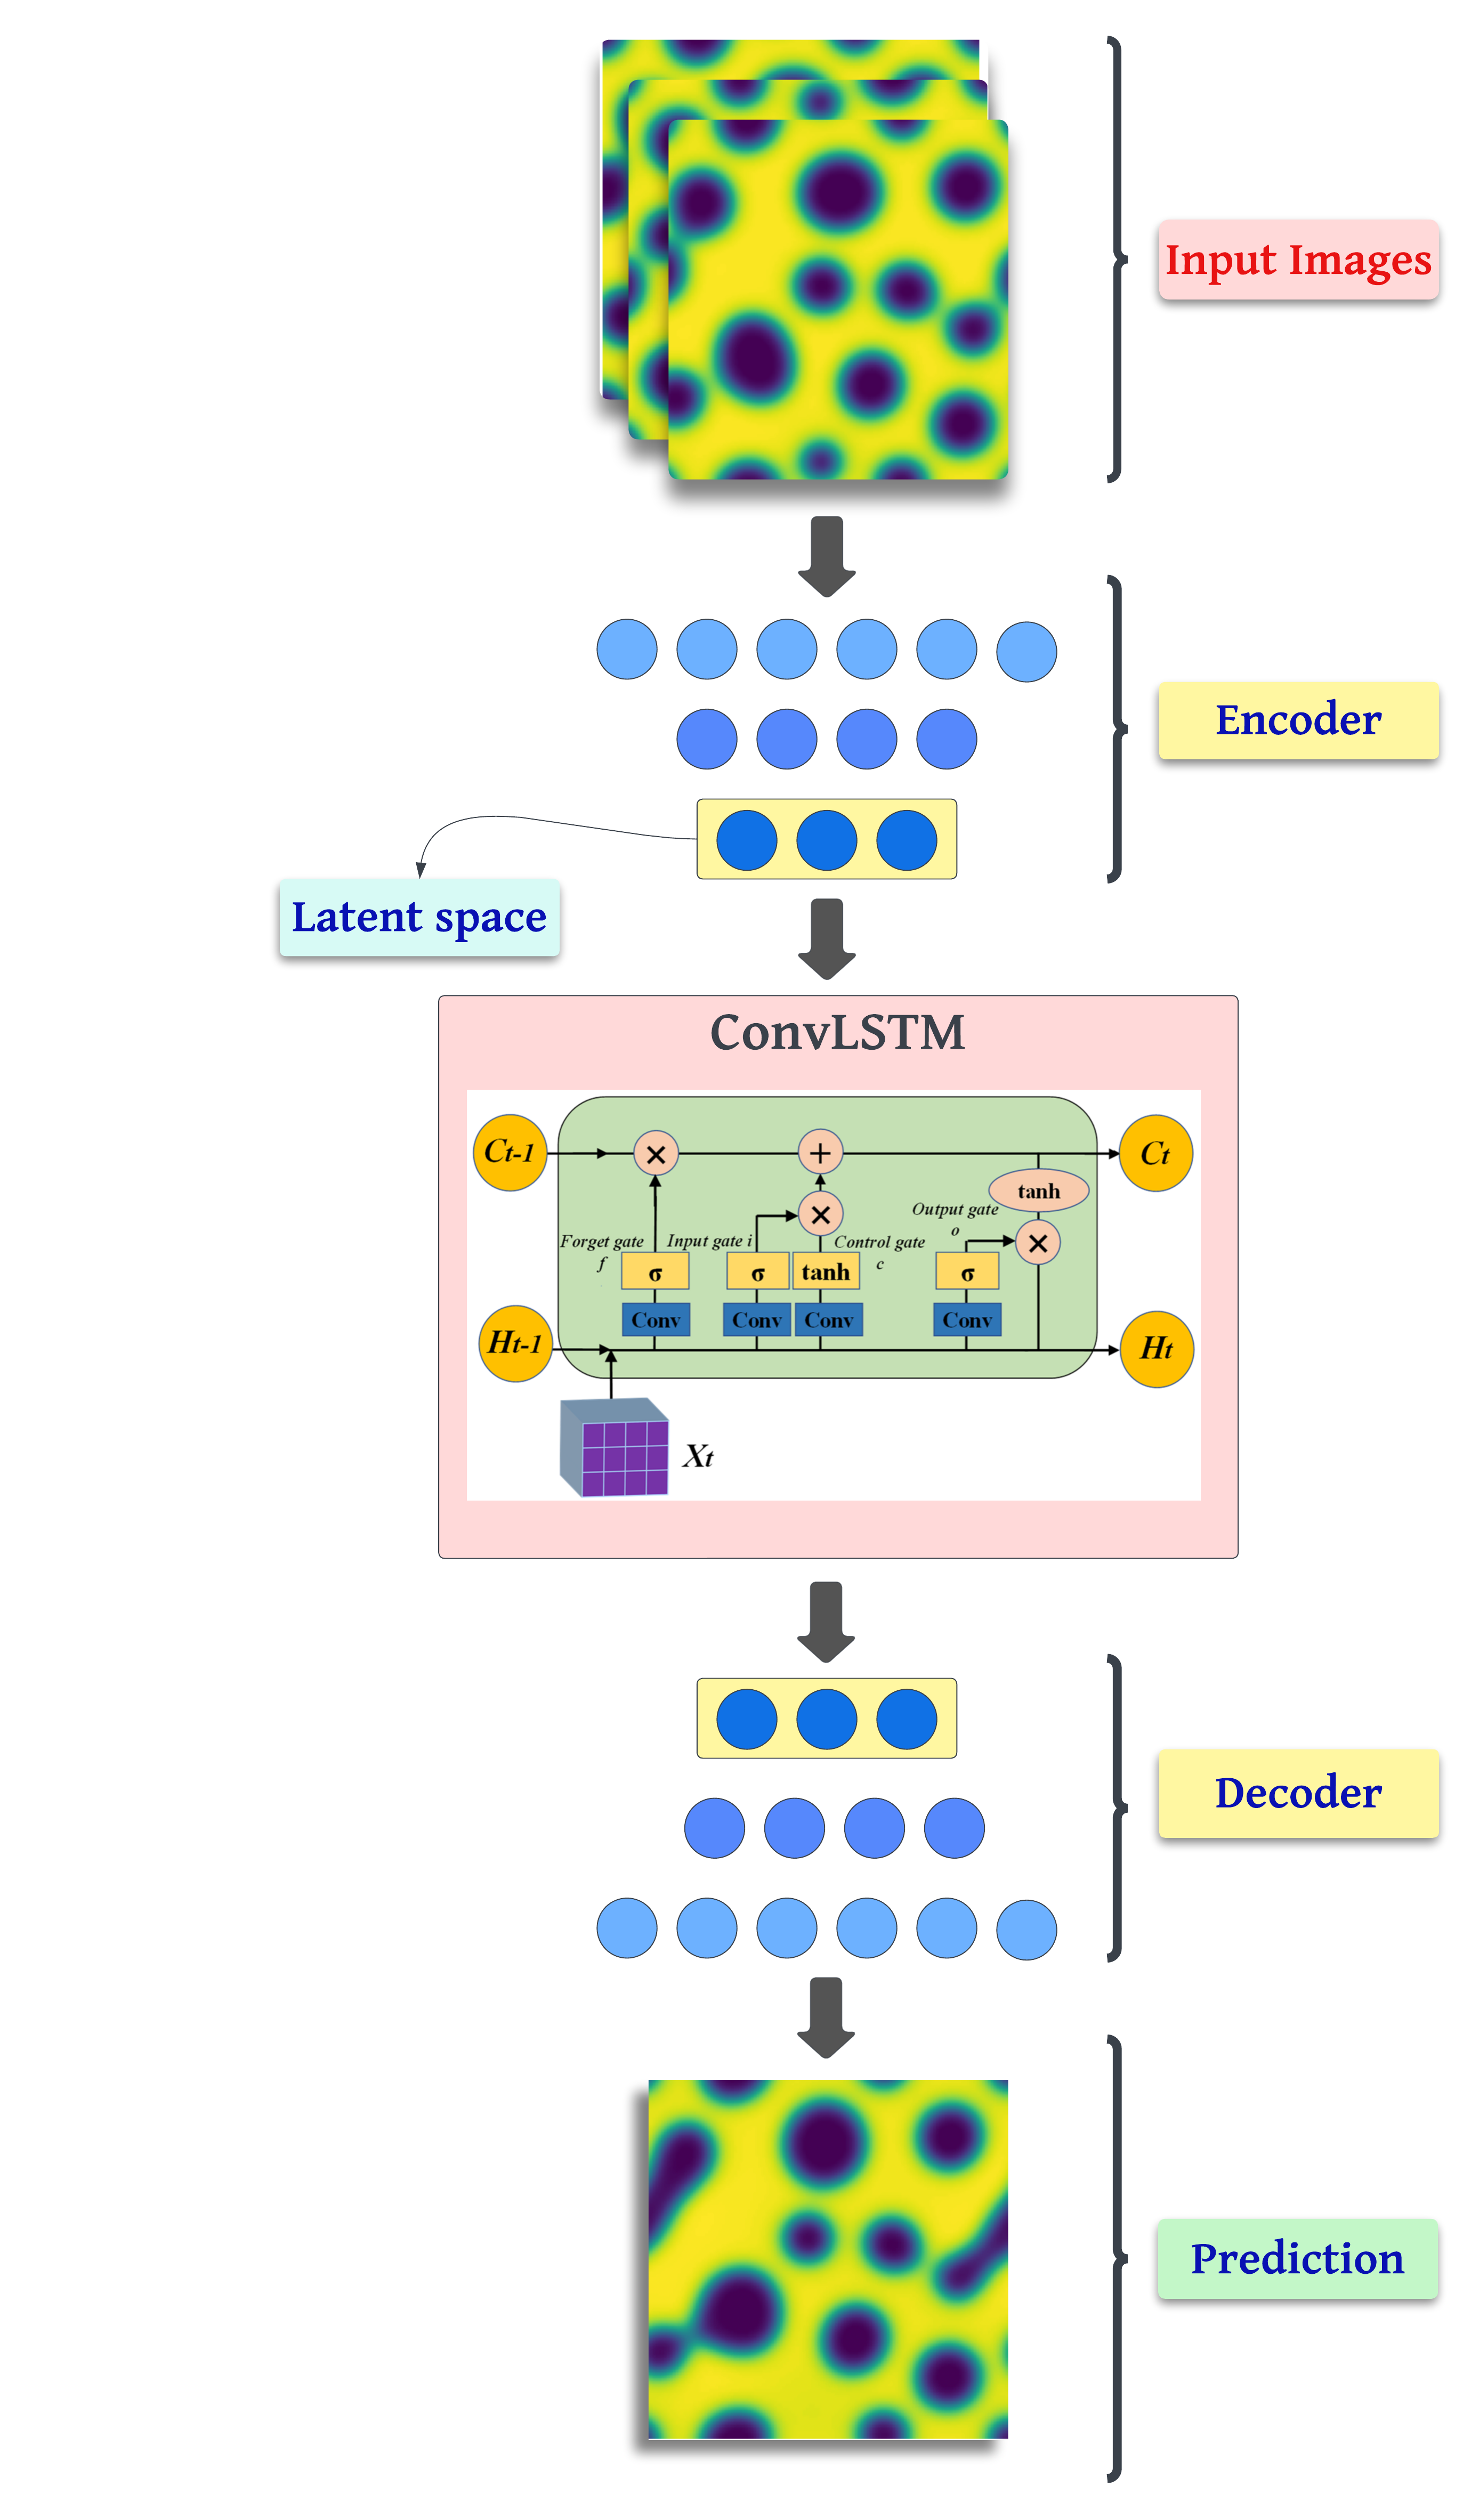 Input Images
Encoder
Latent space
ConvLSTM
Ct-1
×
+
Ct
tanh
×
Output gate
o
×
Forget gate
f
Input gate i
Control gate
c
σ
σ
tanh
σ
Conv
Conv
Conv
Conv
Ht-1
Ht
Xt
Decoder
Prediction